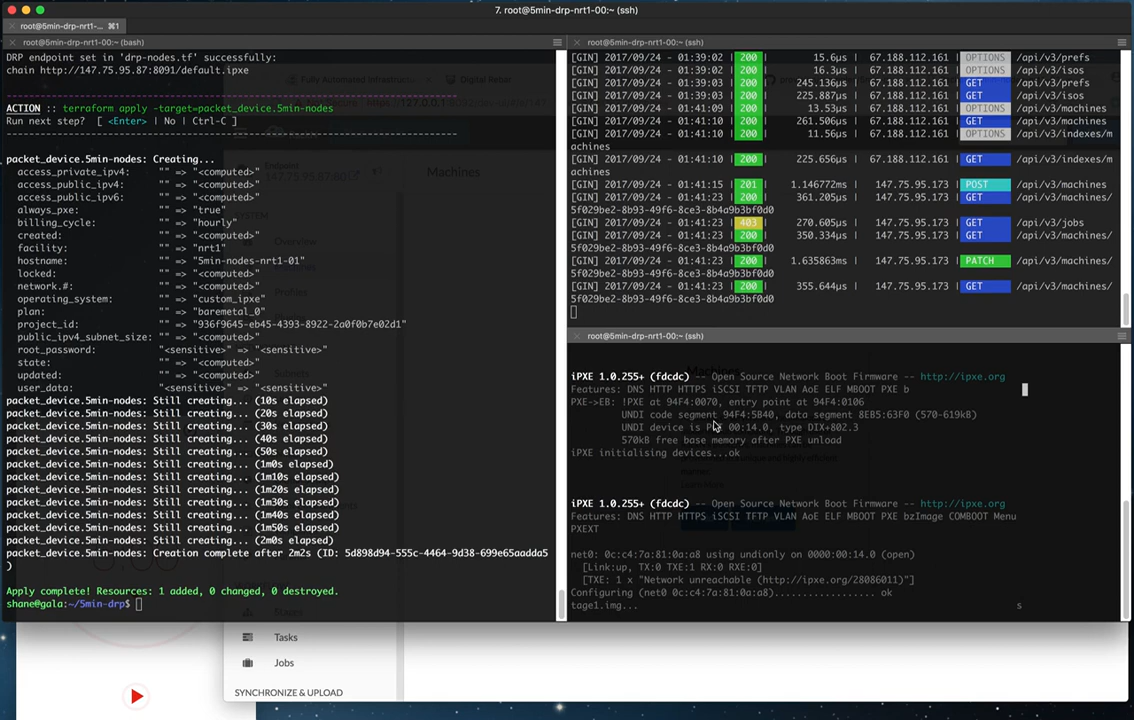 7. root@5min-drp-nrt1-00:~ (ssh)
root@5min-drp-nrt1-... ⌘1
root@5min-drp-nrt1-00:~ (bash)
DRP endpoint set in 'drp-nodes.tf' successfully:
chain http://147.75.95.87:8091/default.ipxe
ACTION :: terraform apply -target=packet_device.5min-nodes
Run next step? [ <Enter> | No | Ctrl-C ]
packet_device.5min-nodes: Creating...
access_private_ipv4: "" => "<computed>"
access_public_ipv4: "" => "<computed>"
access_public_ipv6: "" => "<computed>"
always_pxe: "" => "true"
billing_cycle: "" => "hourly"
created: "" => "<computed>"
facility: "" => "nrt1"
hostname: "" => "5min-nodes-nrt1-01"
locked: "" => "<computed>"
network.#: "" => "<computed>"
operating_system: "" => "custom_ipxe"
plan: "" => "baremetal_0"
project_id: "" => "936f9645-eb45-4393-8922-2a0f0b7e02d1"
public_ipv4_subnet_size: "" => "<computed>"
root_password: "<sensitive>" => "<sensitive>"
state: "" => "<computed>"
updated: "" => "<computed>"
user_data: "<sensitive>" => "<sensitive>"
packet_device.5min-nodes: Still creating... (10s elapsed)
packet_device.5min-nodes: Still creating... (20s elapsed)
packet_device.5min-nodes: Still creating... (30s elapsed)
packet_device.5min-nodes: Still creating... (40s elapsed)
packet_device.5min-nodes: Still creating... (50s elapsed)
packet_device.5min-nodes: Still creating... (1m0s elapsed)
packet_device.5min-nodes: Still creating... (1m10s elapsed)
packet_device.5min-nodes: Still creating... (1m20s elapsed)
packet_device.5min-nodes: Still creating... (1m30s elapsed)
packet_device.5min-nodes: Still creating... (1m40s elapsed)
packet_device.5min-nodes: Still creating... (1m50s elapsed)
packet_device.5min-nodes: Still creating... (2m0s elapsed)
packet_device.5min-nodes: Creation complete after 2m2s (ID: 5d898d94-555c-4464-9d38-699e65aadda5
)
Apply complete! Resources: 1 added, 0 changed, 0 destroyed.
shane@gala:~/5min-drp$
root@5min-drp-nrt1-00:~ (ssh)
[GIN] 2017/09/24 - 01:39:02 | 200 | 15.6µs | 67.188.112.161 | OPTIONS /api/v3/prefs
[GIN] 2017/09/24 - 01:39:02 | 200 | 16.3µs | 67.188.112.161 | OPTIONS /api/v3/isos
[GIN] 2017/09/24 - 01:39:03 | 200 | 245.136µs | 67.188.112.161 | GET /api/v3/prefs
[GIN] 2017/09/24 - 01:39:03 | 200 | 225.887µs | 67.188.112.161 | GET /api/v3/isos
[GIN] 2017/09/24 - 01:41:09 | 200 | 13.53µs | 67.188.112.161 | OPTIONS /api/v3/machines
[GIN] 2017/09/24 - 01:41:10 | 200 | 261.506µs | 67.188.112.161 | GET /api/v3/machines
[GIN] 2017/09/24 - 01:41:10 | 200 | 11.56µs | 67.188.112.161 | OPTIONS /api/v3/indexes/m
achines
[GIN] 2017/09/24 - 01:41:10 | 200 | 225.656µs | 67.188.112.161 | GET /api/v3/indexes/m
achines
[GIN] 2017/09/24 - 01:41:15 | 201 | 1.146772ms | 147.75.95.173 | POST /api/v3/machines
[GIN] 2017/09/24 - 01:41:23 | 200 | 361.205µs | 147.75.95.173 | GET /api/v3/machines/
5f029be2-8b93-49f6-8ce3-a4a9b3bf0d0
[GIN] 2017/09/24 - 01:41:23 | 403 | 270.605µs | 147.75.95.173 | GET /api/v3/jobs
[GIN] 2017/09/24 - 01:41:23 | 200 | 350.334µs | 147.75.95.173 | GET /api/v3/machines/
5f029be2-8b93-49f6-8ce3-a4a9b3bf0d0
[GIN] 2017/09/24 - 01:41:23 | 200 | 1.635863ms | 147.75.95.173 | PATCH /api/v3/machines/
5f029be2-8b93-49f6-8ce3-a4a9b3bf0d0
[GIN] 2017/09/24 - 01:41:23 | 200 | 355.644µs | 147.75.95.173 | GET /api/v3/machines/
5f029be2-8b93-49f6-8ce3-a4a9b3bf0d0
root@5min-drp-nrt1-00:~ (ssh)
iPXE 1.0.255+ (fdcdc) -- Open Source Network Boot Firmware -- http://ipxe.org
Features: DNS HTTP HTTPS iSCSI TFTP VLAN AoE ELF MBOOT PXE b
PXE->EB: !PXE at 94F4:0070, entry point at 94F4:0106
UNDI code segment 94F4:5B40, data segment 8EB5:63F0 (570-619kB)
UNDI device is PCI 00:14.0, type DIX+802.3
570kB free base memory after PXE unload
iPXE initialising devices...ok
iPXE 1.0.255+ (fdcdc) -- Open Source Network Boot Firmware -- http://ipxe.org
Features: DNS HTTP HTTPS iSCSI TFTP VLAN AoE ELF MBOOT PXE bzImage COMBOOT Menu
PXEXT
net0: 0c:c4:7a:81:0a:a8 using undionly on 0000:00:14.0 (open)
[Link:up, TX:0 TXE:1 RX:0 RXE:0]
[TXE: 1 x "Network unreachable (http://ipxe.org/28086011)"]
Configuring (net0 0c:c4:7a:81:0a:a8)................. ok
tage1.img... s
Machines
Overview
Tasks
Jobs
SYNCHRONIZE & UPLOAD